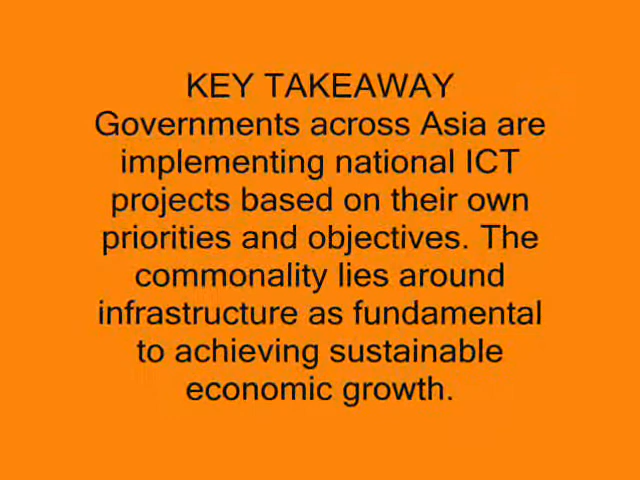 KEY TAKEAWAY
Governments across Asia are
implementing national ICT
projects based on their own
priorities and objectives. The
commonality lies around
infrastructure as fundamental
to achieving sustainable
economic growth.